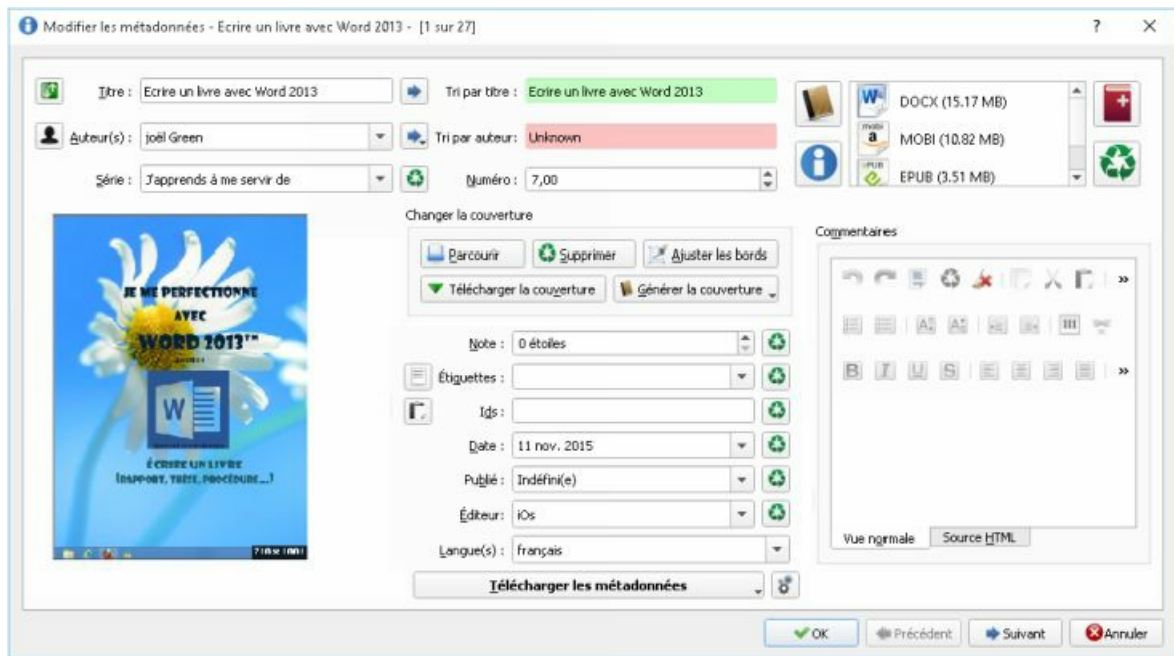 Modifier les métadonnées - Ecrire un livre avec Word 2013 - [1 sur 27]
? ×
Titre : Ecrire un livre avec Word 2013
Tri par titre : Ecrire un livre avec Word 2013
DOCX (15.17 MB)
Auteur(s) : joël Green
Tri par auteur: Unknown
MOBI (10.82 MB)
Série : J'apprends à me servir de
Numéro : 7,00
EPUB (3.51 MB)
Changer la couverture
Parcourir Supprimer Ajuster les bords
Télécharger la couverture Générer la couverture
JE ME PERFECTIONNE
AVEC
WORD 2013™
W
ÉCRIRE UN LIVRE
(RAPPORT, THÈSE, PROCÉDURE...)
710 x 1001
Note : 0 étoiles
Étiquettes :
Ids :
Date : 11 nov. 2015
Publié : Indéfini(e)
Éditeur: iOs
Langue(s) : français
Télécharger les métadonnées
Commentaires
B I U S
Vue normale Source HTML
OK Précédent Suivant Annuler